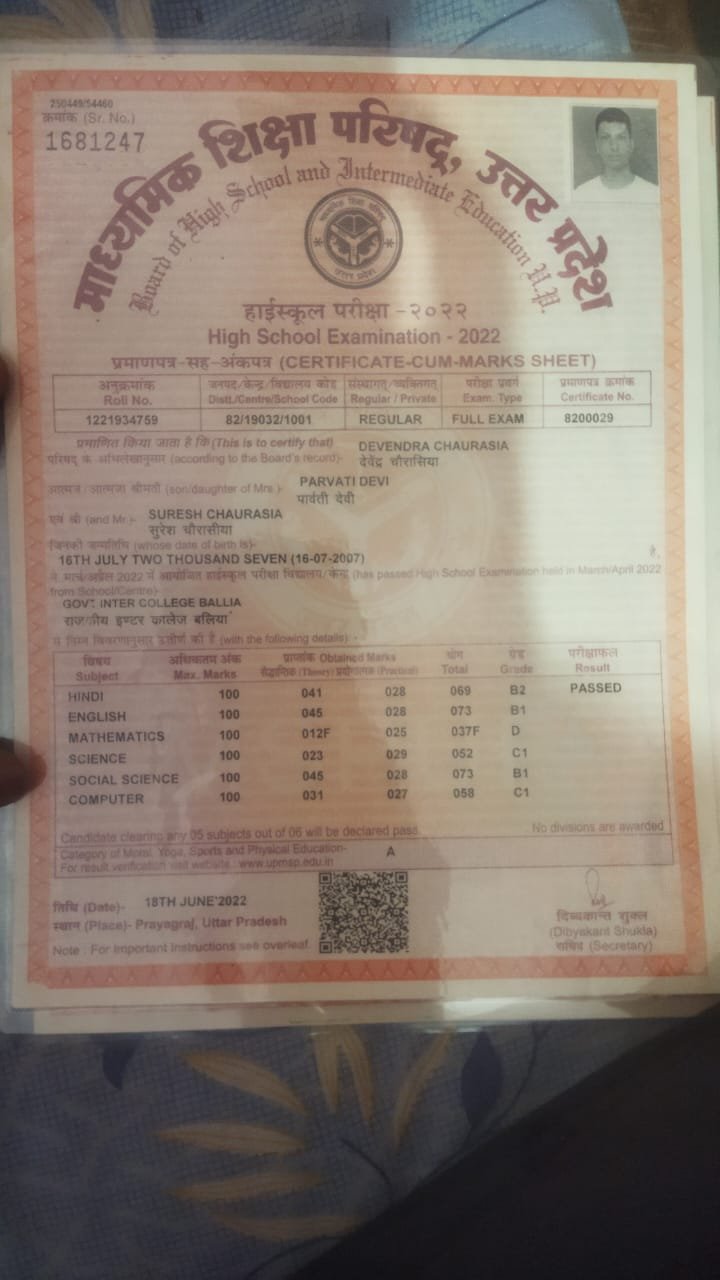 250449/54460
क्रमांक (Sr. No.)
1681247
माध्यमिक शिक्षा परिषद्, उत्तर प्रदेश
Board of High School and Intermediate Education U.P.
माध्यमिक शिक्षा परिषद्
उत्तर प्रदेश
हाईस्कूल परीक्षा -२०२२
High School Examination - 2022
प्रमाणपत्र-सह-अंकपत्र (CERTIFICATE-CUM-MARKS SHEET)
अनुक्रमांक जनपद/केन्द्र/विद्यालय कोड संस्थागत/व्यक्तिगत परीक्षा प्रवर्ग प्रमाणपत्र क्रमांक
Roll No. Distt./Centre/School Code Regular / Private Exam. Type Certificate No.
1221934759 82/19032/1001 REGULAR FULL EXAM 8200029
प्रमाणित किया जाता है कि (This is to certify that) DEVENDRA CHAURASIA
परिषद के अभिलेखानुसार (according to the Board's record)- देवेंद्र चौरासिया
आत्मज/आत्मजा श्रीमती (son/daughter of Mrs.)- PARVATI DEVI
पार्वती देवी
एवं श्री (and Mr.)- SURESH CHAURASIA
सुरेश चौरासीया
जिनकी जन्मतिथि (whose date of birth is)-
16TH JULY TWO THOUSAND SEVEN (16-07-2007) है,
ने मार्च/अप्रैल 2022 में आयोजित हाईस्कूल परीक्षा विद्यालय/केन्द्र (has passed High School Examination held in March/April 2022
from School/Centre)-
GOVT INTER COLLEGE BALLIA
राजकीय इण्टर कालेज बलिया
से निम्न विवरणानुसार उत्तीर्ण की है (with the following details) -
विषय अधिकतम अंक प्राप्तांक Obtained Marks योग ग्रेड परीक्षाफल
Subject Max. Marks सैद्धान्तिक (Theory) प्रयोगात्मक (Practical) Total Grade Result
HINDI 100 041 028 069 B2 PASSED
ENGLISH 100 045 028 073 B1
MATHEMATICS 100 012F 025 037F D
SCIENCE 100 023 029 052 C1
SOCIAL SCIENCE 100 045 028 073 B1
COMPUTER 100 031 027 058 C1
Candidate clearing any 05 subjects out of 06 will be declared pass. No divisions are awarded
Category of Moral, Yoga, Sports and Physical Education- A
For result verification visit website : www.upmsp.edu.in
तिथि (Date)- 18TH JUNE'2022
स्थान (Place)- Prayagraj, Uttar Pradesh
दिव्यकान्त शुक्ल
(Dibyakant Shukla)
सचिव (Secretary)
Note : For Important Instructions see overleaf.